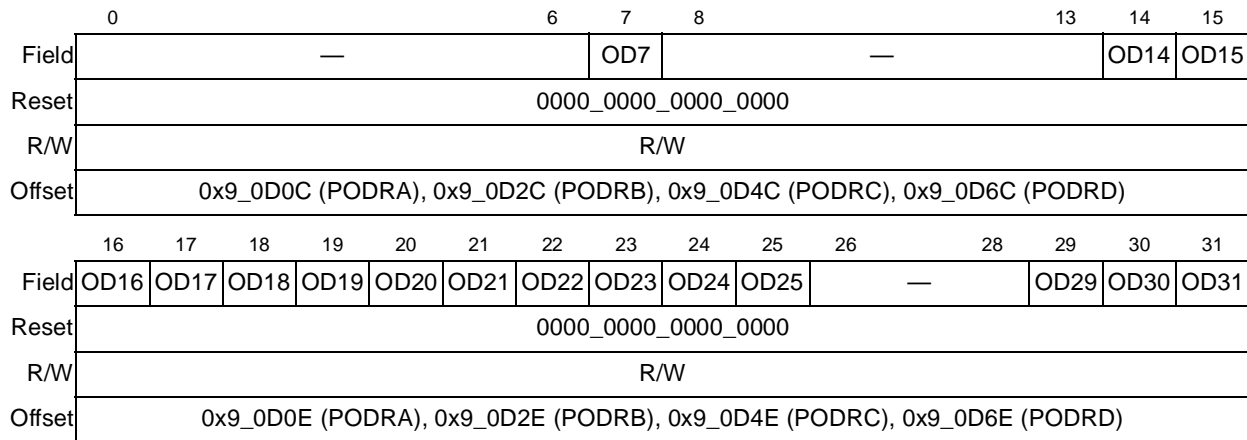 0 6 7 8 13 14 15
Field — OD7 — OD14 OD15
Reset 0000_0000_0000_0000
R/W R/W
Offset 0x9_0D0C (PODRA), 0x9_0D2C (PODRB), 0x9_0D4C (PODRC), 0x9_0D6C (PODRD)
16 17 18 19 20 21 22 23 24 25 26 28 29 30 31
Field OD16 OD17 OD18 OD19 OD20 OD21 OD22 OD23 OD24 OD25 — OD29 OD30 OD31
Reset 0000_0000_0000_0000
R/W R/W
Offset 0x9_0D0E (PODRA), 0x9_0D2E (PODRB), 0x9_0D4E (PODRC), 0x9_0D6E (PODRD)